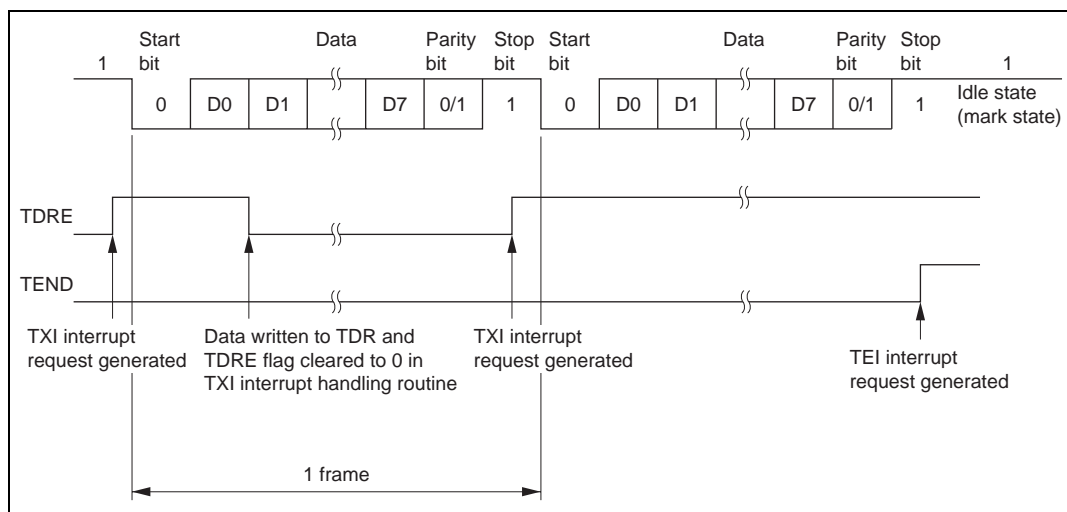 Start bit
Data
Parity bit
Stop bit
Start bit
Data
Parity bit
Stop bit
1
1
0
D0
D1
D7
0/1
1
0
D0
D1
D7
0/1
1
Idle state
(mark state)
TDRE
TEND
TXI interrupt
request generated
Data written to TDR and
TDRE flag cleared to 0 in
TXI interrupt handling routine
TXI interrupt
request generated
TEI interrupt
request generated
1 frame